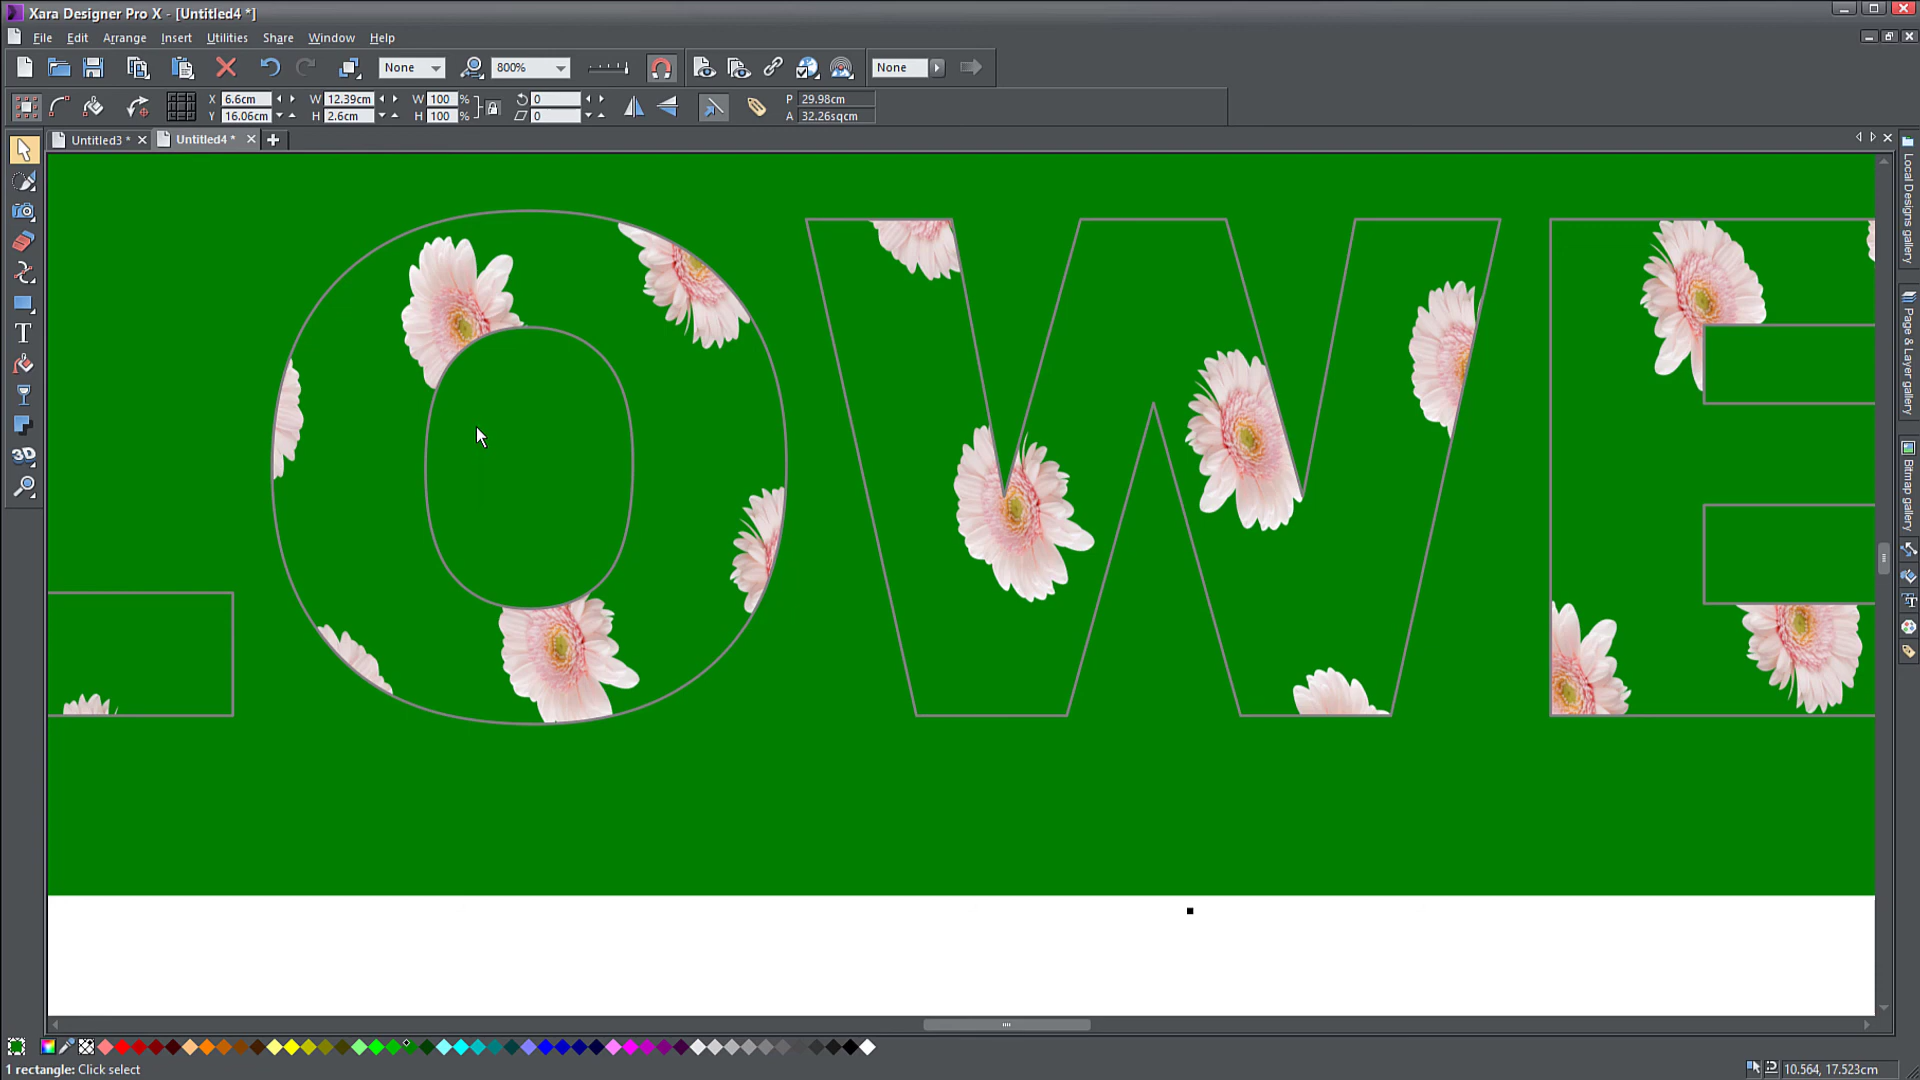 Xara Designer Pro X - [Untitled4 *]
File Edit Arrange Insert Utilities Share Window Help
None 800% None
X 6.6cm W 12.39cm W 100 % 0 P 29.98cm
Y 16.06cm H 2.6cm H 100 % 0 A 32.26sqcm
Untitled3 * Untitled4 *
T
3D
LOWE
Local Designs gallery
Page & Layer gallery
Bitmap gallery
1 rectangle: Click select
10.564, 17.523cm